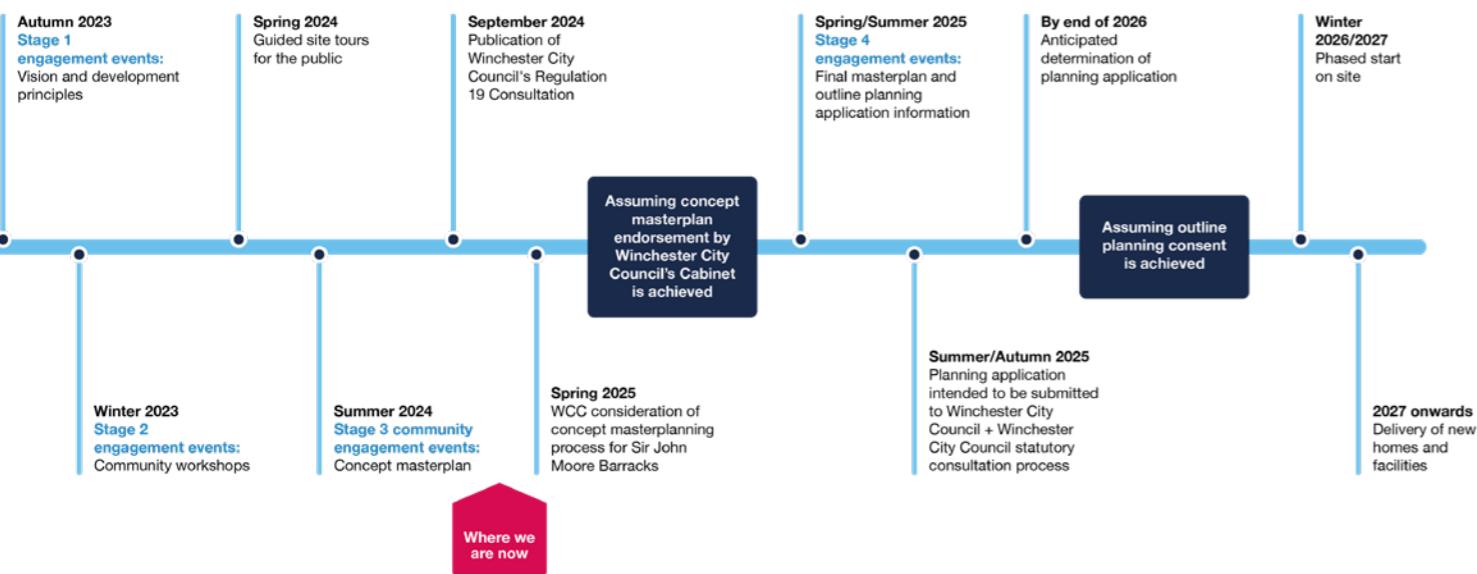 Autumn 2023
Stage 1
engagement events:
Vision and development
principles
Spring 2024
Guided site tours
for the public
September 2024
Publication of
Winchester City
Council's Regulation
19 Consultation
Spring/Summer 2025
Stage 4
engagement events:
Final masterplan and
outline planning
application information
By end of 2026
Anticipated
determination of
planning application
Winter
2026/2027
Phased start
on site
Assuming concept
masterplan
endorsement by
Winchester City
Council's Cabinet
is achieved
Assuming outline
planning consent
is achieved
Winter 2023
Stage 2
engagement events:
Community workshops
Summer 2024
Stage 3 community
engagement events:
Concept masterplan
Spring 2025
WCC consideration of
concept masterplanning
process for Sir John
Moore Barracks
Summer/Autumn 2025
Planning application
intended to be submitted
to Winchester City
Council + Winchester
City Council statutory
consultation process
2027 onwards
Delivery of new
homes and
facilities
Where we
are now